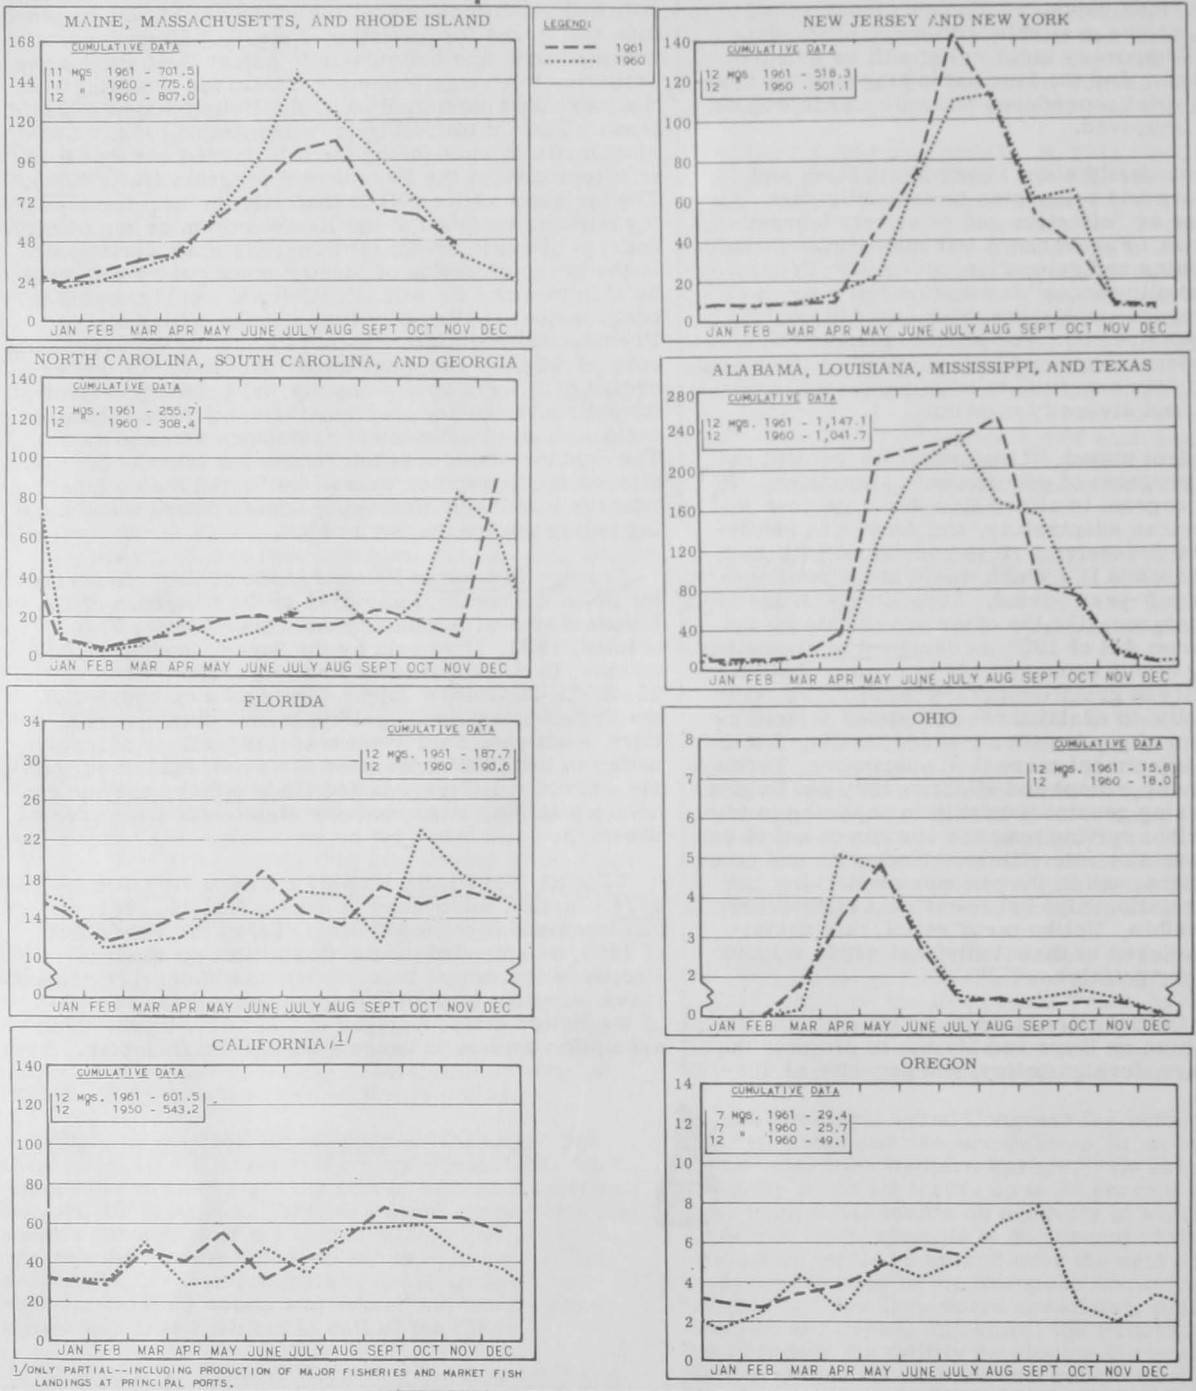 MAINE, MASSACHUSETTS, AND RHODE ISLAND
CUMULATIVE DATA
11 MOS 1961 - 701.5
11 " 1960 - 775.6
12 " 1960 - 807.0
168
144
120
96
72
48
24
0
JAN FEB MAR APR MAY JUNE JULY AUG SEPT OCT NOV DEC
LEGEND:
1961
1960
NEW JERSEY AND NEW YORK
CUMULATIVE DATA
12 MOS 1961 - 518.3
12 " 1960 - 501.1
140
120
100
80
60
40
20
0
JAN FEB MAR APR MAY JUNE JULY AUG SEPT OCT NOV DEC
NORTH CAROLINA, SOUTH CAROLINA, AND GEORGIA
CUMULATIVE DATA
12 MOS. 1961 - 255.7
12 " 1960 - 308.4
140
120
100
80
60
40
20
0
JAN FEB MAR APR MAY JUNE JULY AUG SEPT OCT NOV DEC
ALABAMA, LOUISIANA, MISSISSIPPI, AND TEXAS
CUMULATIVE DATA
12 MOS. 1961 - 1,147.1
12 " 1960 - 1,041.7
280
240
200
160
120
80
40
0
JAN FEB MAR APR MAY JUNE JULY AUG SEPT OCT NOV DEC
FLORIDA
CUMULATIVE DATA
12 MOS. 1961 - 187.7
12 " 1960 - 190.6
34
30
26
22
18
14
10
0
JAN FEB MAR APR MAY JUNE JULY AUG SEPT OCT NOV DEC
OHIO
CUMULATIVE DATA
12 MOS. 1961 - 15.8
12 " 1960 - 18.0
8
7
6
5
4
3
2
0
JAN FEB MAR APR MAY JUNE JULY AUG SEPT OCT NOV DEC
CALIFORNIA 1/
CUMULATIVE DATA
12 MOS. 1961 - 601.5
12 " 1950 - 543.2
140
120
100
80
60
40
20
0
JAN FEB MAR APR MAY JUNE JULY AUG SEPT OCT NOV DEC
1/ONLY PARTIAL--INCLUDING PRODUCTION OF MAJOR FISHERIES AND MARKET FISH
LANDINGS AT PRINCIPAL PORTS.
OREGON
CUMULATIVE DATA
7 MOS. 1961 - 29.4
7 " 1960 - 25.7
12 " 1960 - 49.1
14
12
10
8
6
4
2
0
JAN FEB MAR APR MAY JUNE JULY AUG SEPT OCT NOV DEC